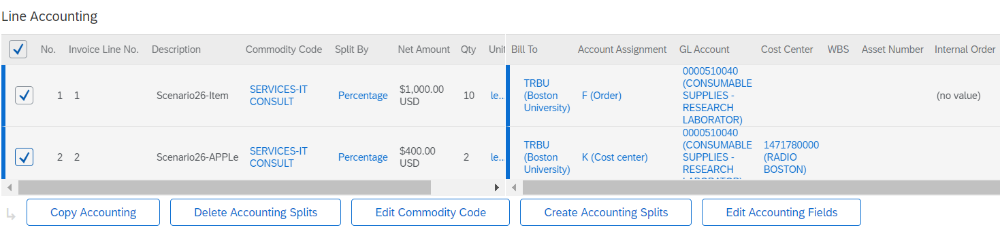 Line Accounting
No. Invoice Line No. Description Commodity Code Split By Net Amount Qty Unit Bill To Account Assignment GL Account Cost Center WBS Asset Number Internal Order
1 1 Scenario26-Item SERVICES-IT CONSULT Percentage $1,000.00 USD 10 le... TRBU (Boston University) F (Order) 0000510040 (CONSUMABLE SUPPLIES - RESEARCH LABORATOR) (no value)
2 2 Scenario26-APPLe SERVICES-IT CONSULT Percentage $400.00 USD 2 le... TRBU (Boston University) K (Cost center) 0000510040 (CONSUMABLE SUPPLIES - RESEARCH 1471780000 (RADIO BOSTON)
Copy Accounting Delete Accounting Splits Edit Commodity Code Create Accounting Splits Edit Accounting Fields